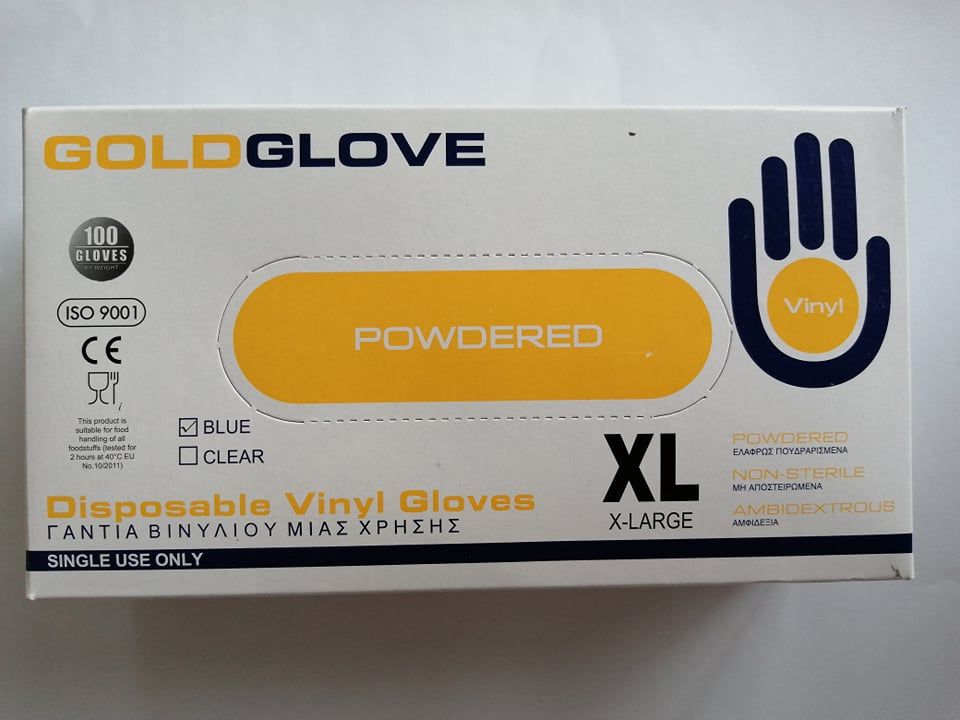 GOLDGLOVE
100
GLOVES
BY WEIGHT
ISO 9001
CE
This product is
suitable for food
handling of all
foodstuffs (tested for
2 hours at 40°C EU
No.10/2011)
POWDERED
Vinyl
BLUE
CLEAR
XL
X-LARGE
POWDERED
ΕΛΑΦΡΩΣ ΠΟΥΔΡΑΡΙΣΜΕΝΑ
NON-STERILE
ΜΗ ΑΠΟΣΤΕΙΡΩΜΕΝΑ
AMBIDEXTROUS
ΑΜΦΙΔΕΞΙΑ
Disposable Vinyl Gloves
ΓΑΝΤΙΑ ΒΙΝΥΛΙΟΥ ΜΙΑΣ ΧΡΗΣΗΣ
SINGLE USE ONLY